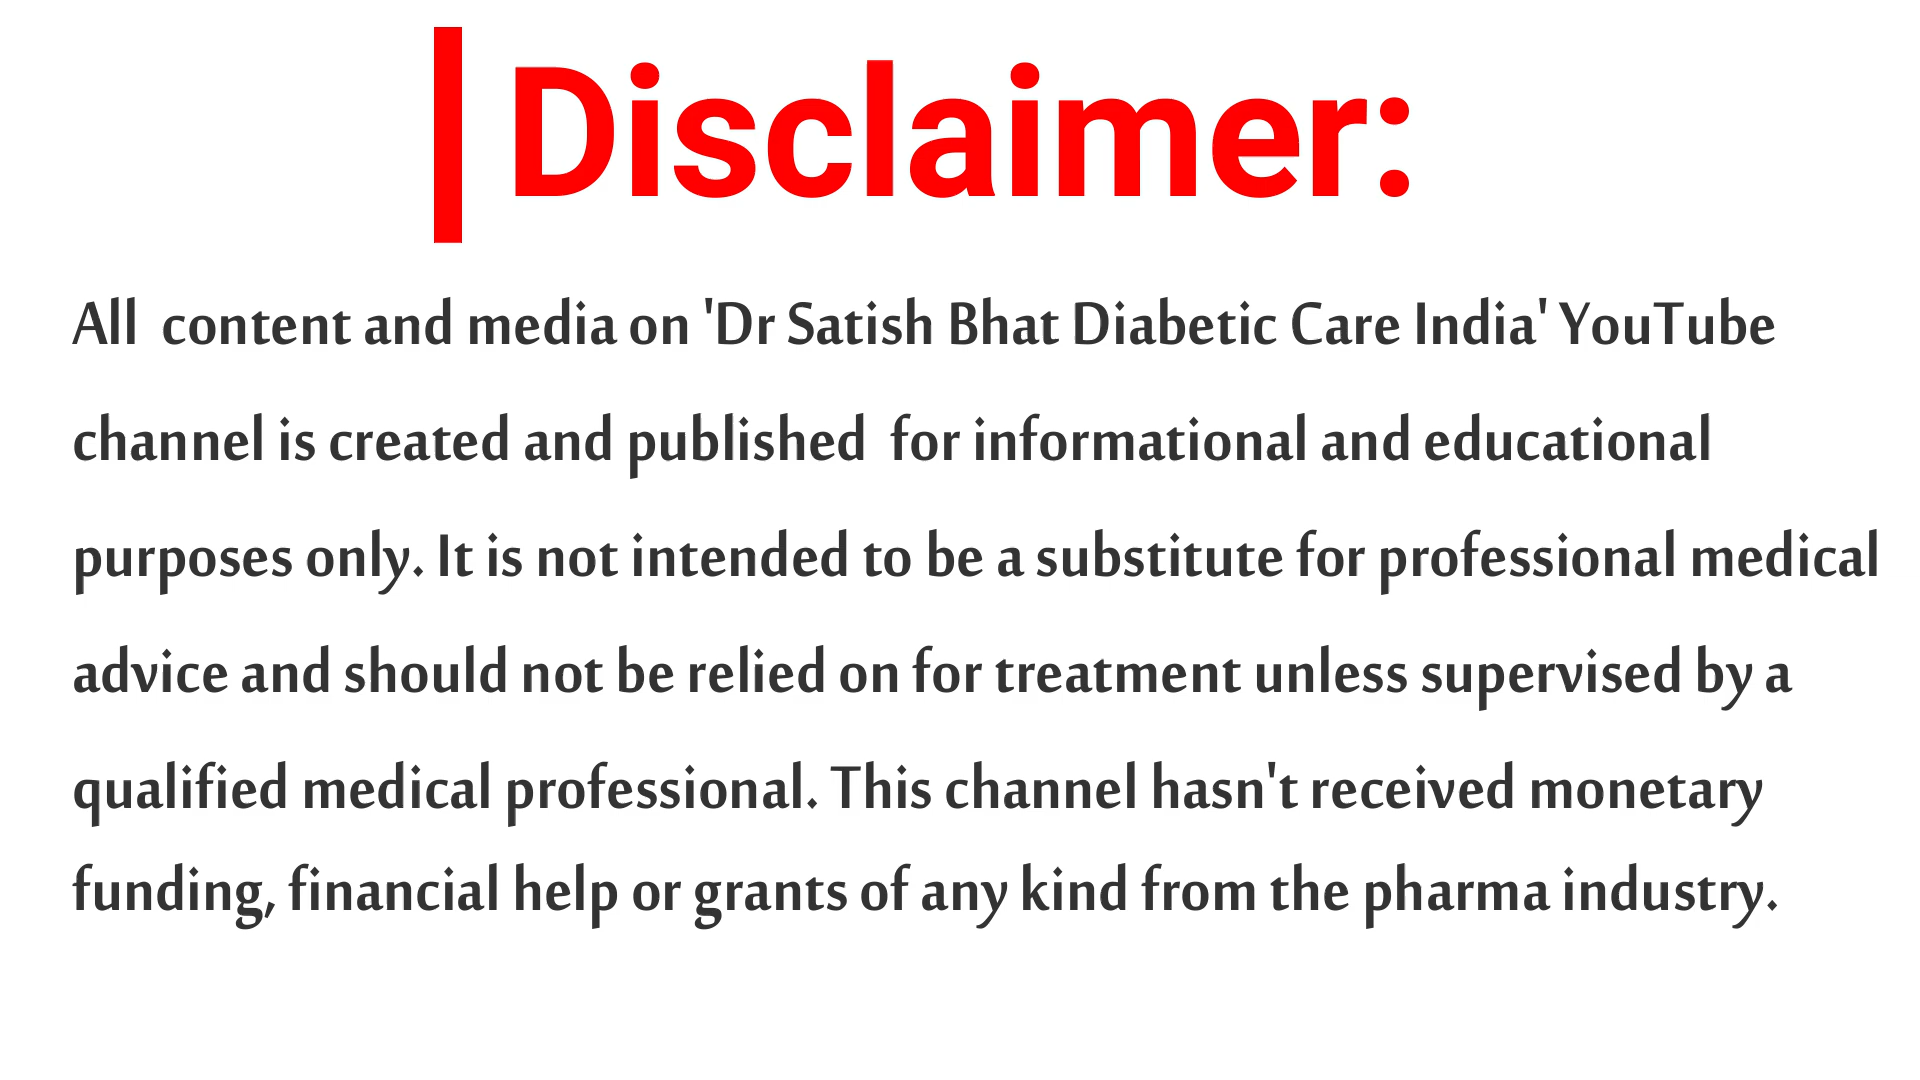 Disclaimer:
All content and media on 'Dr Satish Bhat Diabetic Care India' YouTube
channel is created and published for informational and educational
purposes only. It is not intended to be a substitute for professional medical
advice and should not be relied on for treatment unless supervised by a
qualified medical professional. This channel hasn't received monetary
funding, financial help or grants of any kind from the pharma industry.